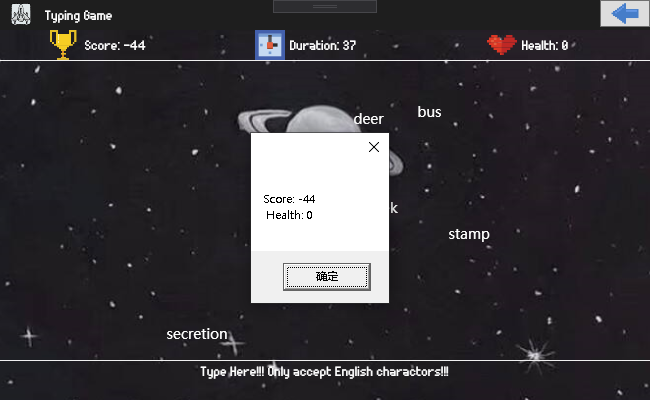 Typing Game
Score: -44
Duration: 37
Health: 0
deer
bus
Score: -44
Health: 0
k
stamp
确定
secretion
Type Here!!! Only accept English charactors!!!